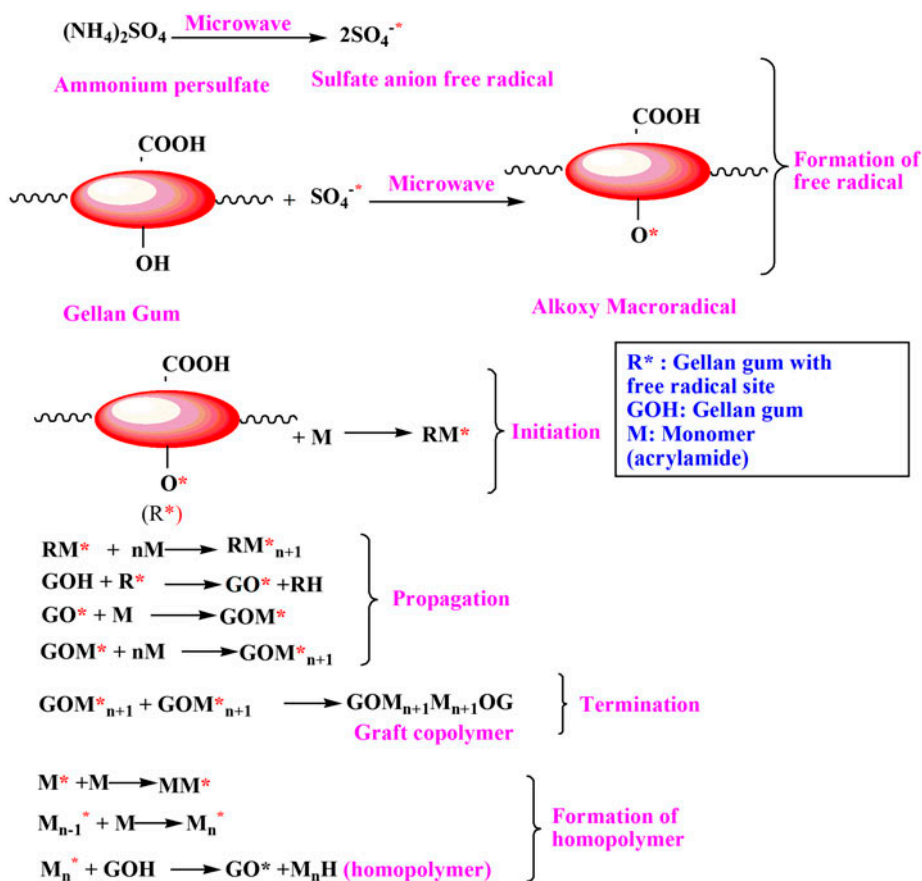 (NH4)2SO4 Microwave 2SO4-*
Ammonium persulfate Sulfate anion free radical
COOH COOH
Formation of
free radical
+ SO4-* Microwave
OH O*
Gellan Gum Alkoxy Macroradical
COOH
R* : Gellan gum with
free radical site
GOH: Gellan gum
M: Monomer
(acrylamide)
+ M → RM* Initiation
O*
(R*)
RM* + nM → RM*n+1
GOH + R* → GO* +RH
Propagation
GO* + M → GOM*
GOM* + nM → GOM*n+1
GOM*n+1 + GOM*n+1 → GOMn+1Mn+1OG Termination
Graft copolymer
M* +M → MM*
Formation of
homopolymer
Mn-1* + M → Mn*
Mn* + GOH → GO* +MnH (homopolymer)